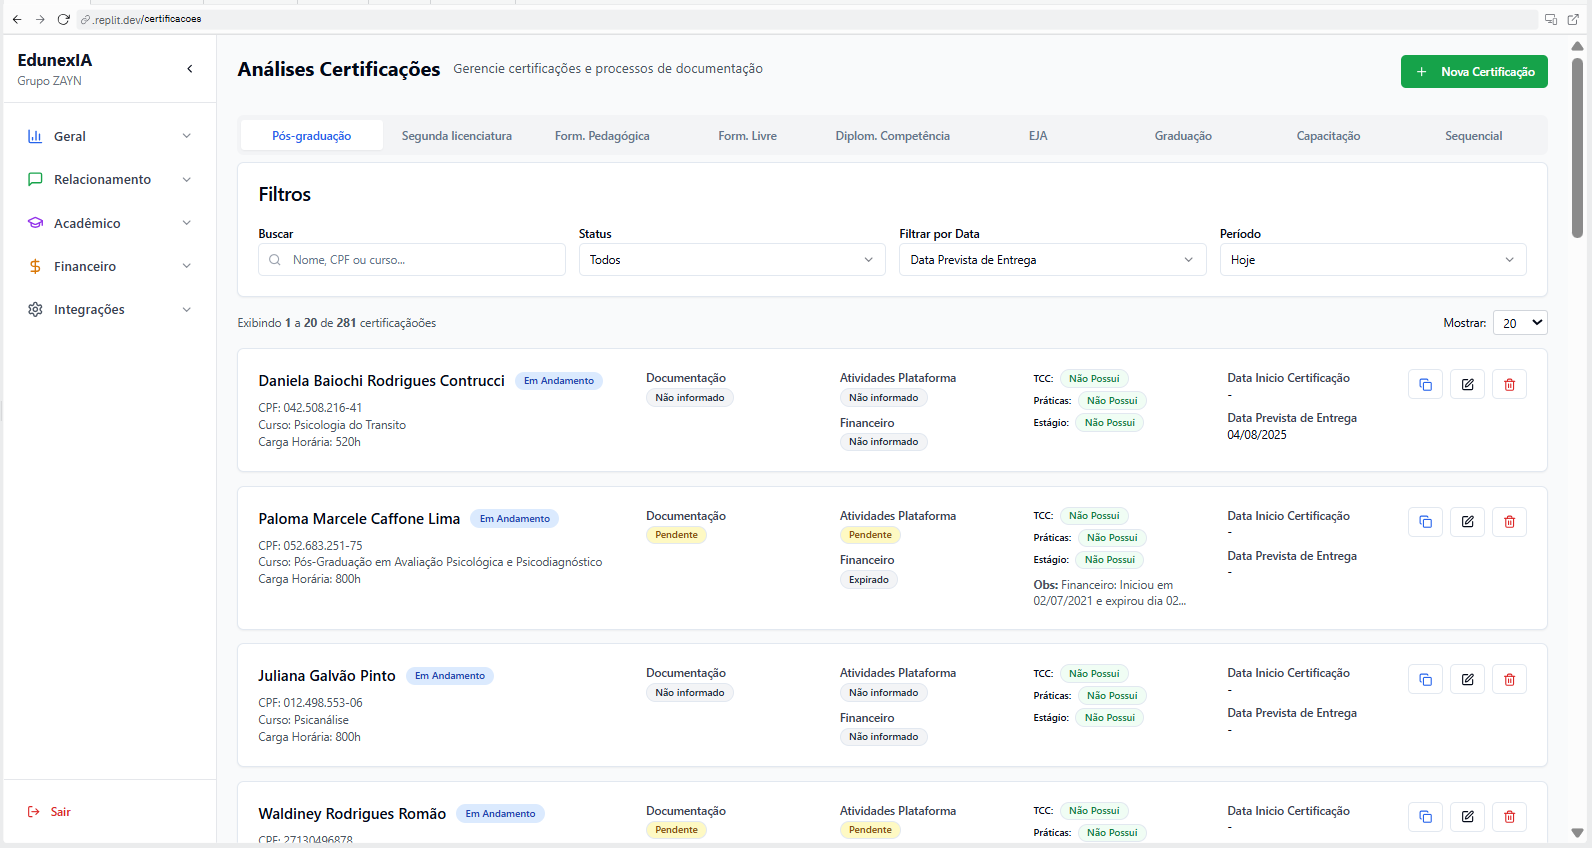 .replit.dev/certificacoes
EdunexIA
Grupo ZAYN
Geral
Relacionamento
Acadêmico
Financeiro
Integrações
Sair
Análises Certificações Gerencie certificações e processos de documentação
+ Nova Certificação
Pós-graduação Segunda licenciatura Form. Pedagógica Form. Livre Diplom. Competência EJA Graduação Capacitação Sequencial
Filtros
Buscar Status Filtrar por Data Período
Nome, CPF ou curso... Todos Data Prevista de Entrega Hoje
Exibindo 1 a 20 de 281 certificaçãoões
Mostrar: 20
Daniela Baiochi Rodrigues Contrucci Em Andamento
CPF: 042.508.216-41
Curso: Psicologia do Transito
Carga Horária: 520h
Documentação
Não informado
Atividades Plataforma
Não informado
Financeiro
Não informado
TCC: Não Possui
Práticas: Não Possui
Estágio: Não Possui
Data Inicio Certificação
-
Data Prevista de Entrega
04/08/2025
Paloma Marcele Caffone Lima Em Andamento
CPF: 052.683.251-75
Curso: Pós-Graduação em Avaliação Psicológica e Psicodiagnóstico
Carga Horária: 800h
Documentação
Pendente
Atividades Plataforma
Pendente
Financeiro
Expirado
TCC: Não Possui
Práticas: Não Possui
Estágio: Não Possui
Obs: Financeiro: Iniciou em
02/07/2021 e expirou dia 02...
Data Inicio Certificação
-
Data Prevista de Entrega
-
Juliana Galvão Pinto Em Andamento
CPF: 012.498.553-06
Curso: Psicanálise
Carga Horária: 800h
Documentação
Não informado
Atividades Plataforma
Não informado
Financeiro
Não informado
TCC: Não Possui
Práticas: Não Possui
Estágio: Não Possui
Data Inicio Certificação
-
Data Prevista de Entrega
-
Waldiney Rodrigues Romão Em Andamento
CPF: 27130496878
Documentação
Pendente
Atividades Plataforma
Pendente
TCC: Não Possui
Práticas: Não Possui
Data Inicio Certificação
-